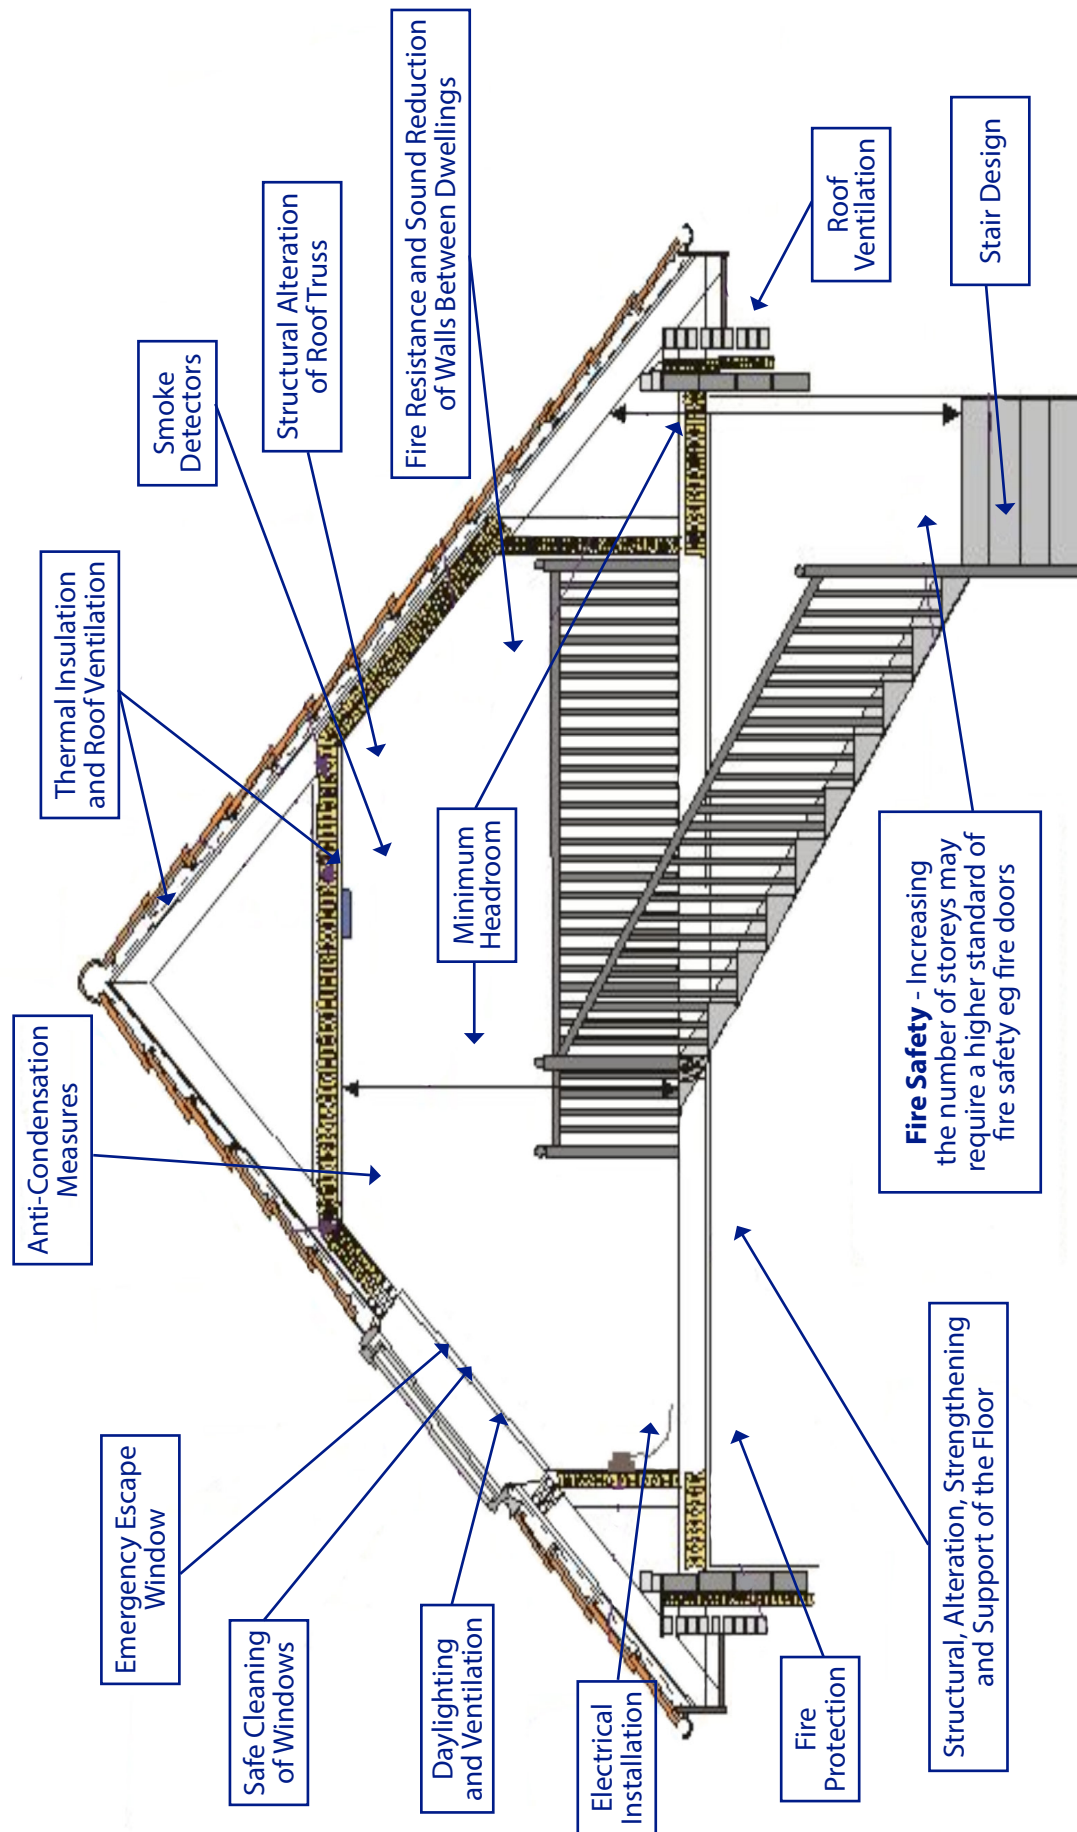 Emergency Escape
Window
Safe Cleaning
of Windows
Daylighting
and Ventilation
Electrical
Installation
Fire
Protection
Structural, Alteration, Strengthening
and Support of the Floor
Anti-Condensation
Measures
Minimum
Headroom
Fire Safety - Increasing
the number of storeys may
require a higher standard of
fire safety eg fire doors
Thermal Insulation
and Roof Ventilation
Smoke
Detectors
Structural Alteration
of Roof Truss
Fire Resistance and Sound Reduction
of Walls Between Dwellings
Roof
Ventilation
Stair Design